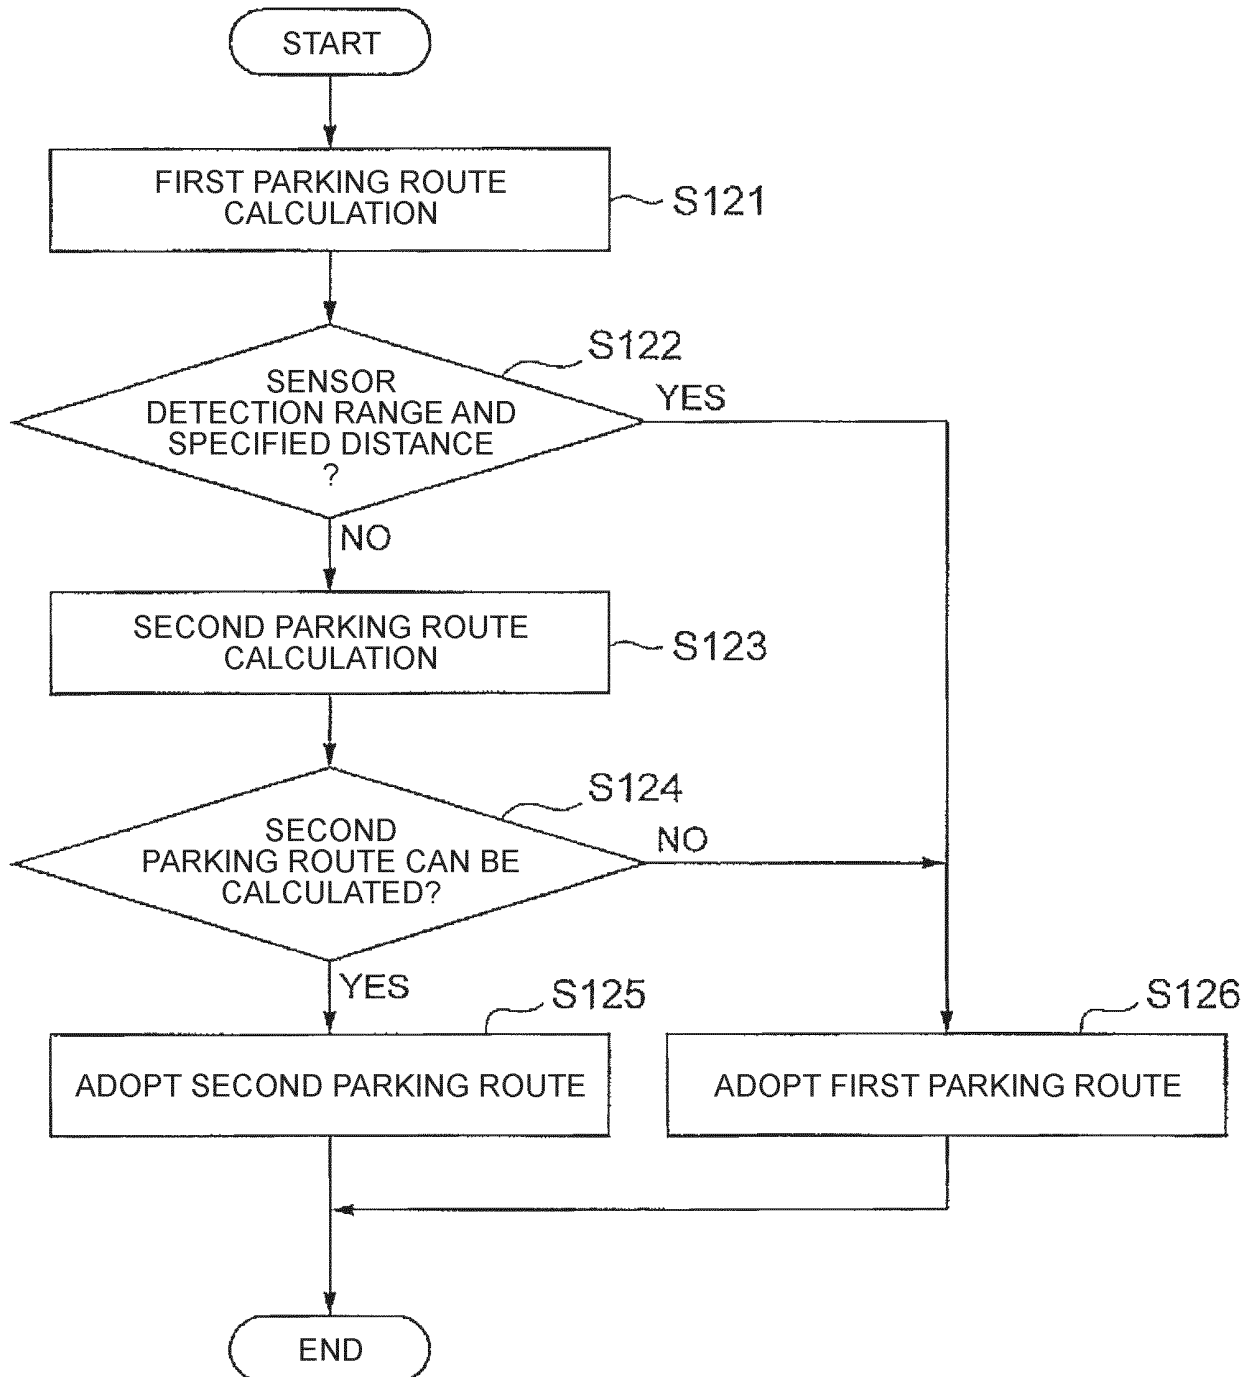 START
FIRST PARKING ROUTE
CALCULATION
S121
S122
SENSOR
DETECTION RANGE AND
SPECIFIED DISTANCE
?
YES
NO
SECOND PARKING ROUTE
CALCULATION
S123
S124
SECOND
PARKING ROUTE CAN BE
CALCULATED?
NO
YES
S125
S126
ADOPT SECOND PARKING ROUTE
ADOPT FIRST PARKING ROUTE
END